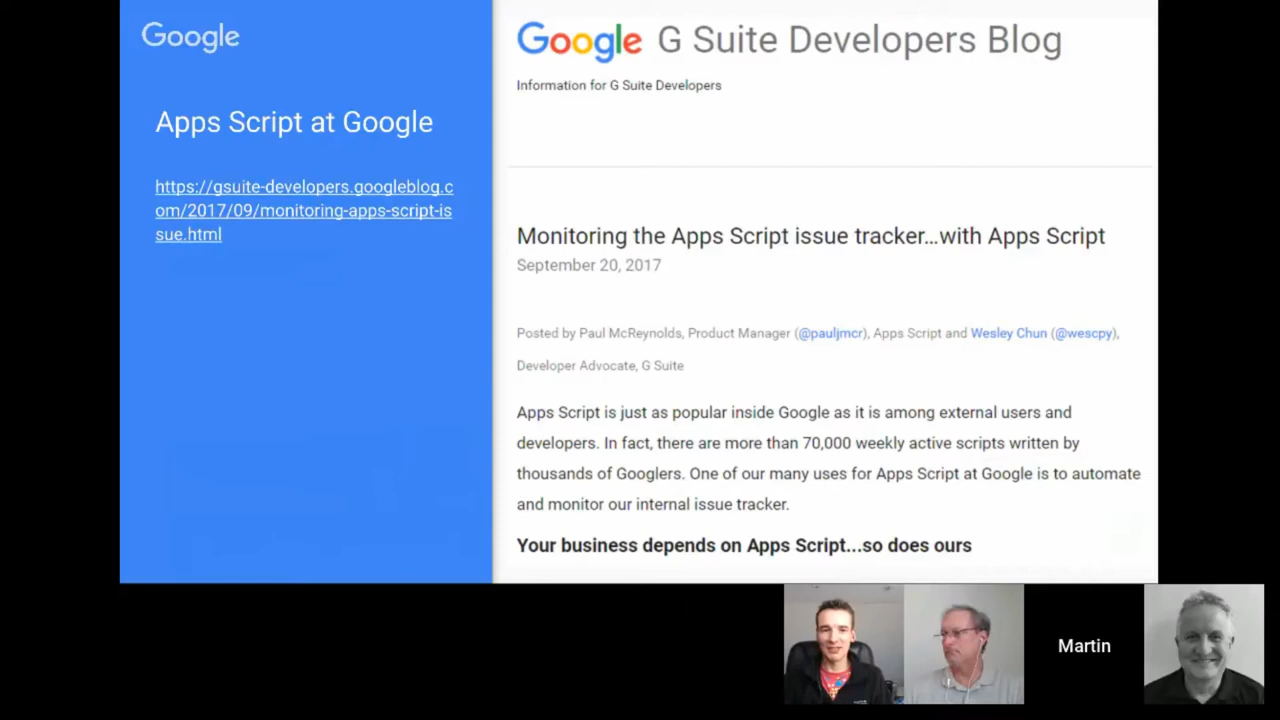 Google
Apps Script at Google
https://gsuite-developers.googleblog.c
om/2017/09/monitoring-apps-script-is
sue.html
Google G Suite Developers Blog
Information for G Suite Developers
Monitoring the Apps Script issue tracker...with Apps Script
September 20, 2017
Posted by Paul McReynolds, Product Manager (@pauljmcr), Apps Script and Wesley Chun (@wescpy),
Developer Advocate, G Suite
Apps Script is just as popular inside Google as it is among external users and
developers. In fact, there are more than 70,000 weekly active scripts written by
thousands of Googlers. One of our many uses for Apps Script at Google is to automate
and monitor our internal issue tracker.
Your business depends on Apps Script...so does ours
Martin